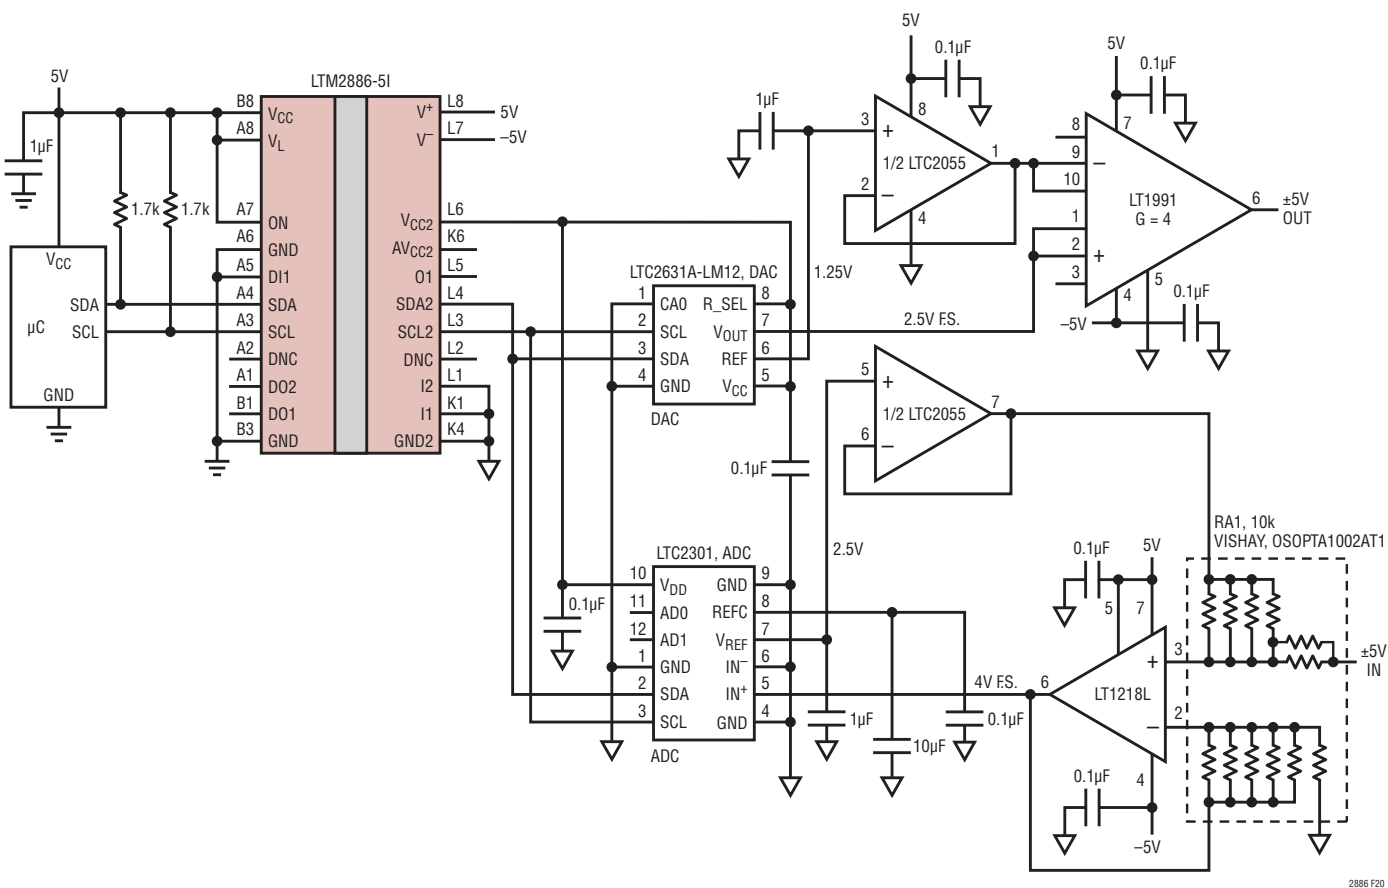 5V
1µF
1.7k
1.7k
µC
VCC
SDA
SCL
GND
LTM2886-5I
B8
A8
A7
A6
A5
A4
A3
A2
A1
B1
B3
VCC
VL
ON
GND
DI1
SDA
SCL
DNC
DO2
DO1
GND
V+
V–
VCC2
AVCC2
O1
SDA2
SCL2
DNC
I2
I1
GND2
L8
L7
L6
K6
L5
L4
L3
L2
L1
K1
K4
5V
–5V
LTC2631A-LM12, DAC
1
2
3
4
CA0
SCL
SDA
GND
R_SEL
VOUT
REF
VCC
8
7
6
5
DAC
0.1µF
LTC2301, ADC
10
11
12
1
2
3
VDD
AD0
AD1
GND
SDA
SCL
GND
REFC
VREF
IN–
IN+
GND
9
8
7
6
5
4
ADC
0.1µF
1µF
1.25V
5V
0.1µF
8
3
+
1/2 LTC2055
2
–
4
1
5V
0.1µF
7
8
9
–
10
LT1991
G = 4
1
2
+
3
4
5
6
±5V
OUT
–5V
0.1µF
2.5V F.S.
5
+
1/2 LTC2055
6
–
7
2.5V
1µF
10µF
0.1µF
4V F.S.
RA1, 10k
VISHAY, OSOPTA1002AT1
0.1µF
5V
5
7
3
+
LT1218L
6
2
–
4
0.1µF
–5V
±5V
IN
2886 F20